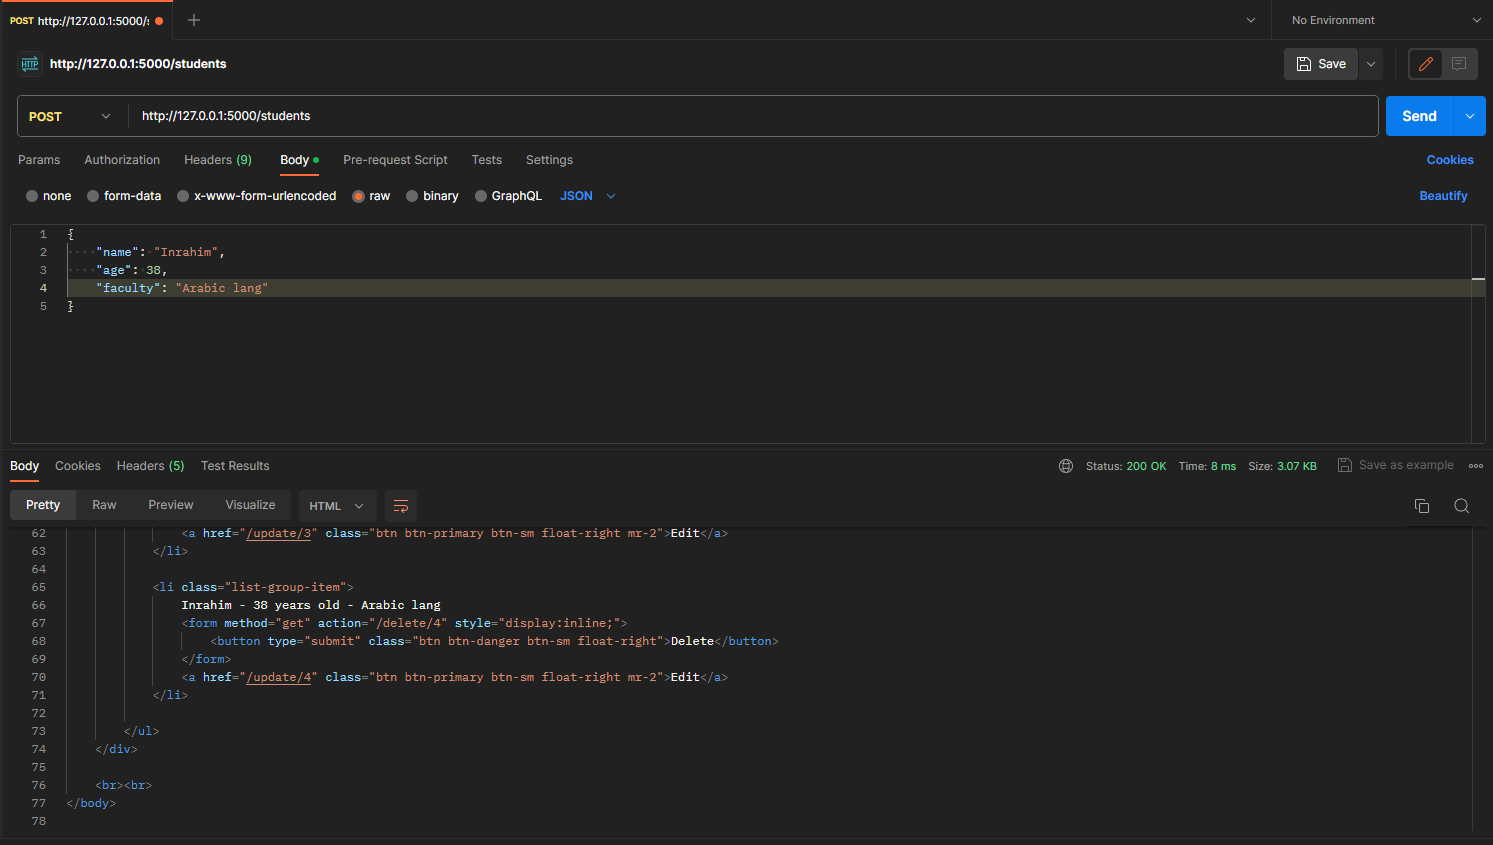 POST http://127.0.0.1:5000/s
No Environment
HTTP http://127.0.0.1:5000/students
Save
POST http://127.0.0.1:5000/students
Send
Params Authorization Headers (9) Body Pre-request Script Tests Settings
Cookies
none form-data x-www-form-urlencoded raw binary GraphQL JSON
Beautify
1 {
2 "name": "Inrahim",
3 "age": 38,
4 "faculty": "Arabic lang"
5 }
Body Cookies Headers (5) Test Results
Status: 200 OK Time: 8 ms Size: 3.07 KB Save as example
Pretty Raw Preview Visualize HTML
62 <a href="/update/3" class="btn btn-primary btn-sm float-right mr-2">Edit</a>
63 </li>
64
65 <li class="list-group-item">
66 Inrahim - 38 years old - Arabic lang
67 <form method="get" action="/delete/4" style="display:inline;">
68 <button type="submit" class="btn btn-danger btn-sm float-right">Delete</button>
69 </form>
70 <a href="/update/4" class="btn btn-primary btn-sm float-right mr-2">Edit</a>
71 </li>
72
73 </ul>
74 </div>
75
76 <br><br>
77 </body>
78